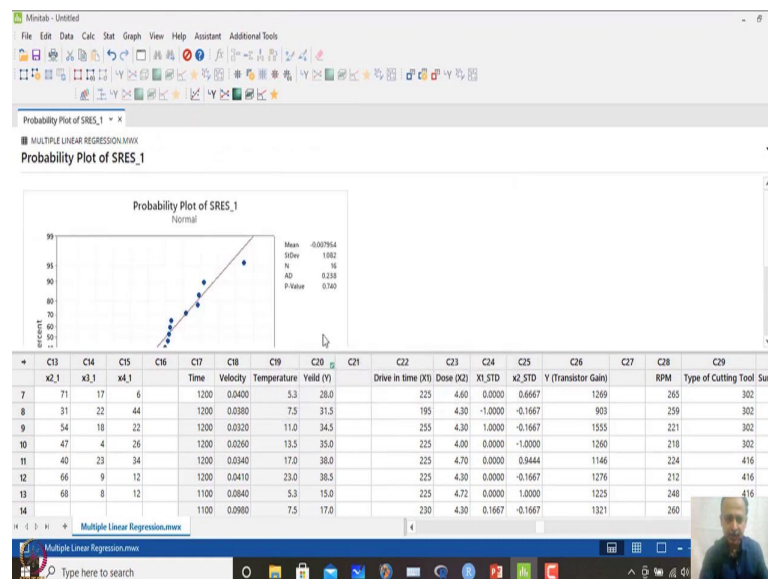 Minitab - Untitled
File Edit Data Calc Stat Graph View Help Assistant Additional Tools
Probability Plot of SRES_1
MULTIPLE LINEAR REGRESSION.MWX
Probability Plot of SRES_1
Probability Plot of SRES_1
Normal
99
95
90
80
70
60
50
Mean -0.007954
StDev 1.082
N 16
AD 0.238
P-Value 0.740
C13 C14 C15 C16 C17 C18 C19 C20 C21 C22 C23 C24 C25 C26 C27 C28 C29
x2_1 x3_1 x4_1 Time Velocity Temperature Yeild (Y) Drive in time (X1) Dose (X2) X1_STD x2_STD Y (Transistor Gain) RPM Type of Cutting Tool Sur
7 71 17 6 1200 0.0400 5.3 28.0 225 4.60 0.0000 0.6667 1269 265 302
8 31 22 44 1200 0.0380 7.5 31.5 195 4.30 -1.0000 -0.1667 903 259 302
9 54 18 22 1200 0.0320 11.0 34.5 255 4.30 1.0000 -0.1667 1555 221 302
10 47 4 26 1200 0.0260 13.5 35.0 225 4.00 0.0000 -1.0000 1260 218 302
11 40 23 34 1200 0.0340 17.0 38.0 225 4.70 0.0000 0.9444 1146 224 416
12 66 9 12 1200 0.0410 23.0 38.5 225 4.30 0.0000 -0.1667 1276 212 416
13 68 8 12 1100 0.0840 5.3 15.0 225 4.72 0.0000 1.0000 1225 248 416
14 1100 0.0980 7.5 17.0 230 4.30 0.1667 -0.1667 1321 260
Multiple Linear Regression.mwx
Multiple Linear Regression.mwx
Type here to search